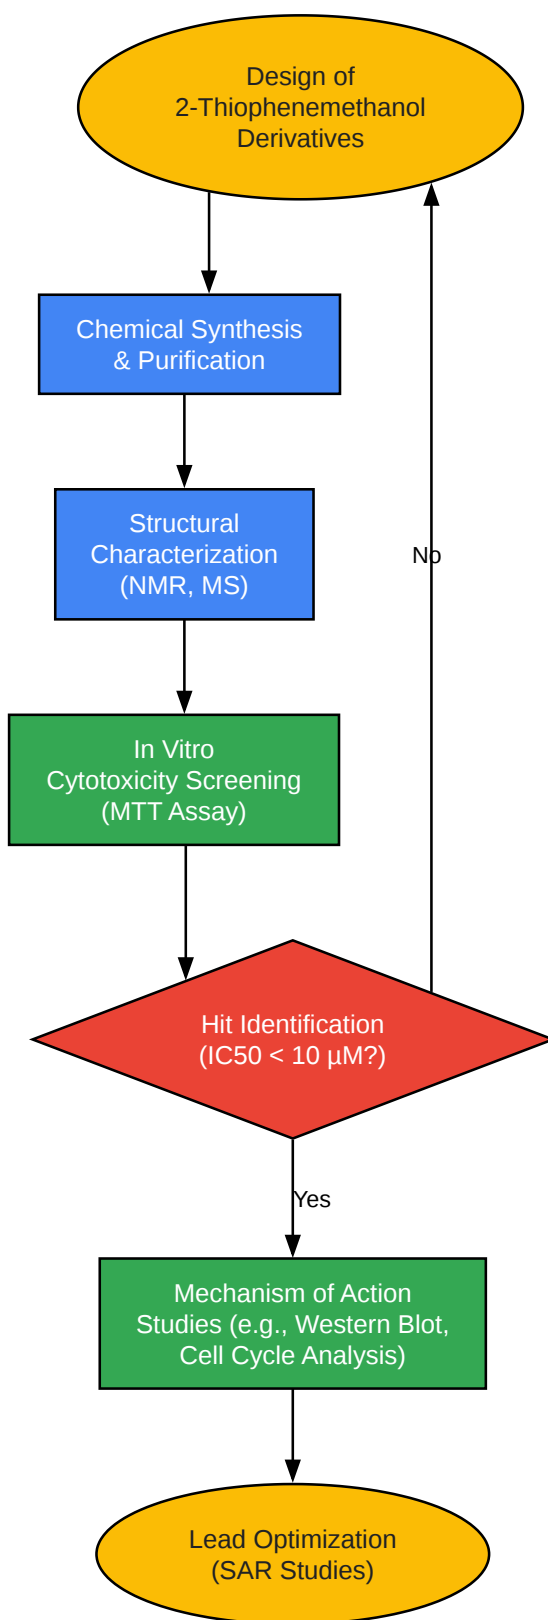 Design of
2-Thiophenemethanol
Derivatives
Chemical Synthesis
& Purification
Structural
Characterization
(NMR, MS)
No
In Vitro
Cytotoxicity Screening
(MTT Assay)
Hit Identification
(IC50 < 10 µM?)
Yes
Mechanism of Action
Studies (e.g., Western Blot,
Cell Cycle Analysis)
Lead Optimization
(SAR Studies)